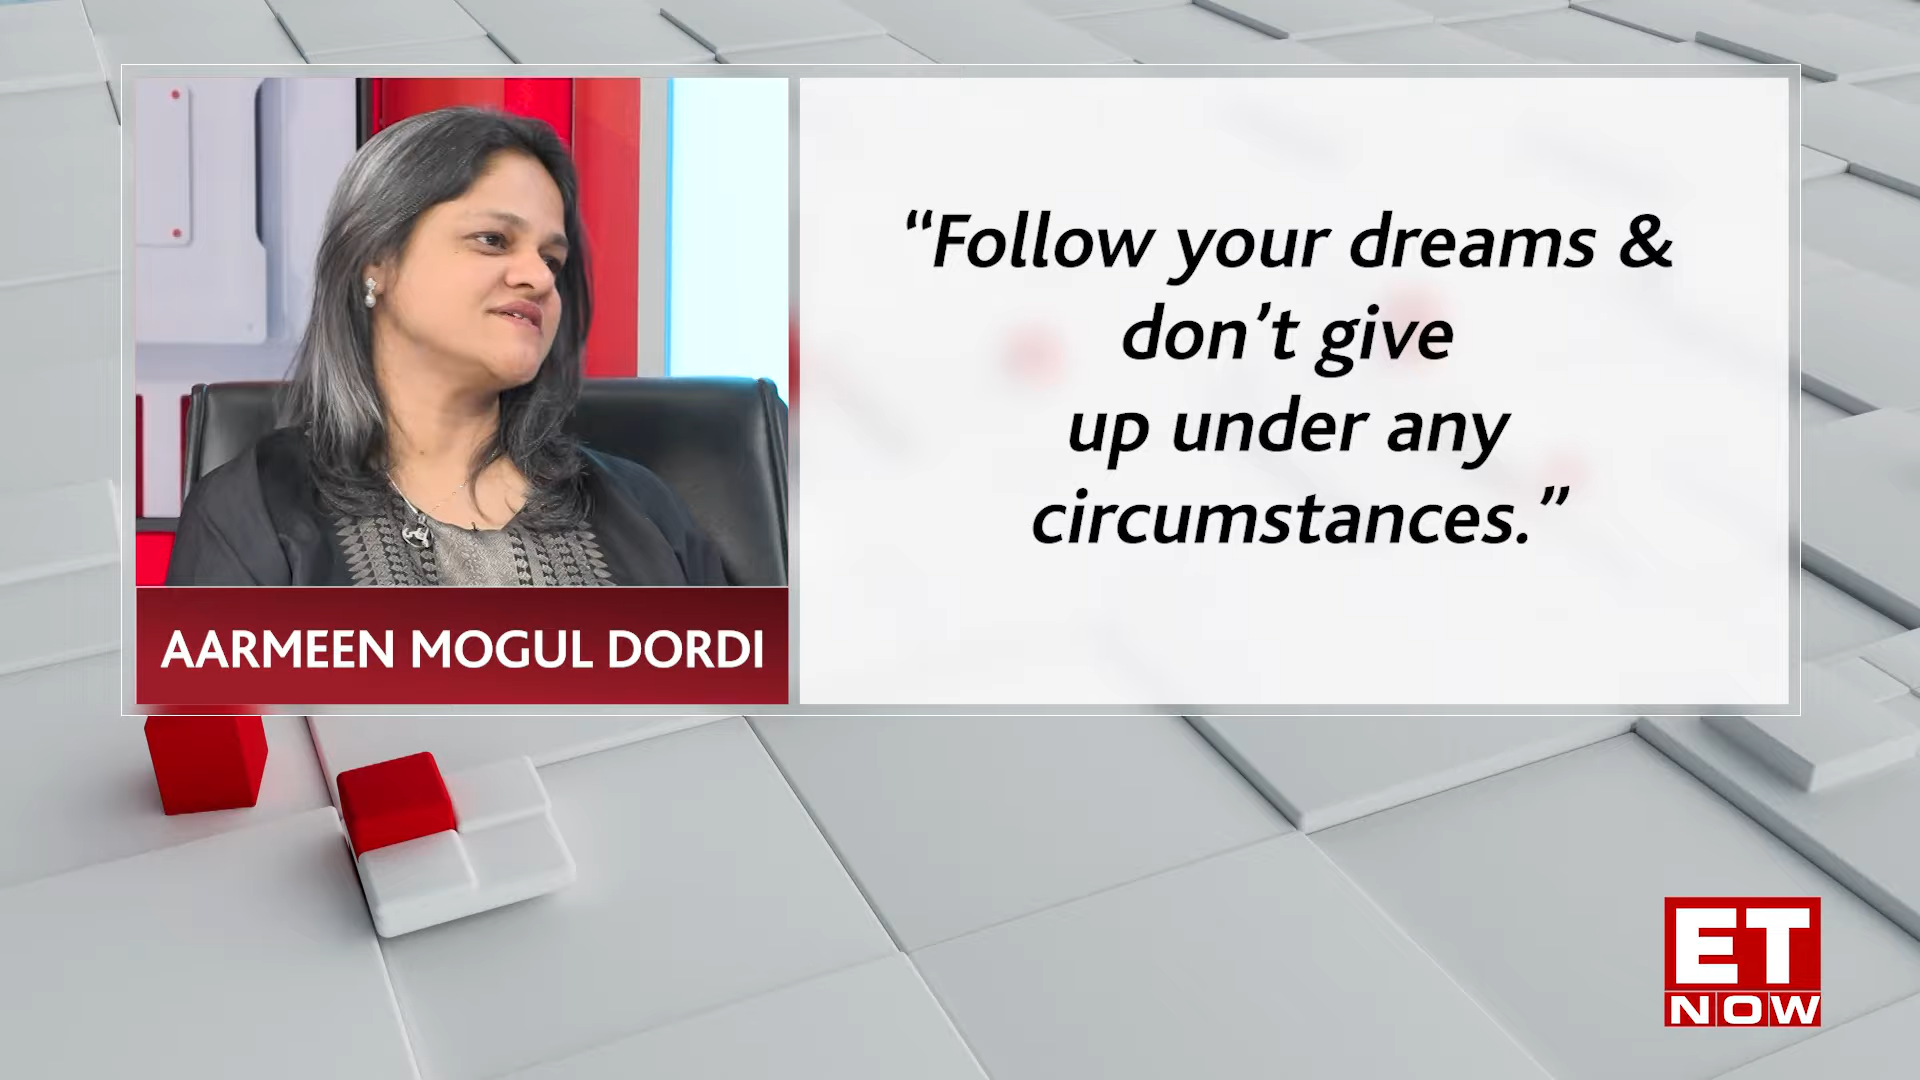 AARMEEN MOGUL DORDI
“Follow your dreams &
don’t give
up under any
circumstances.”
ET
NOW